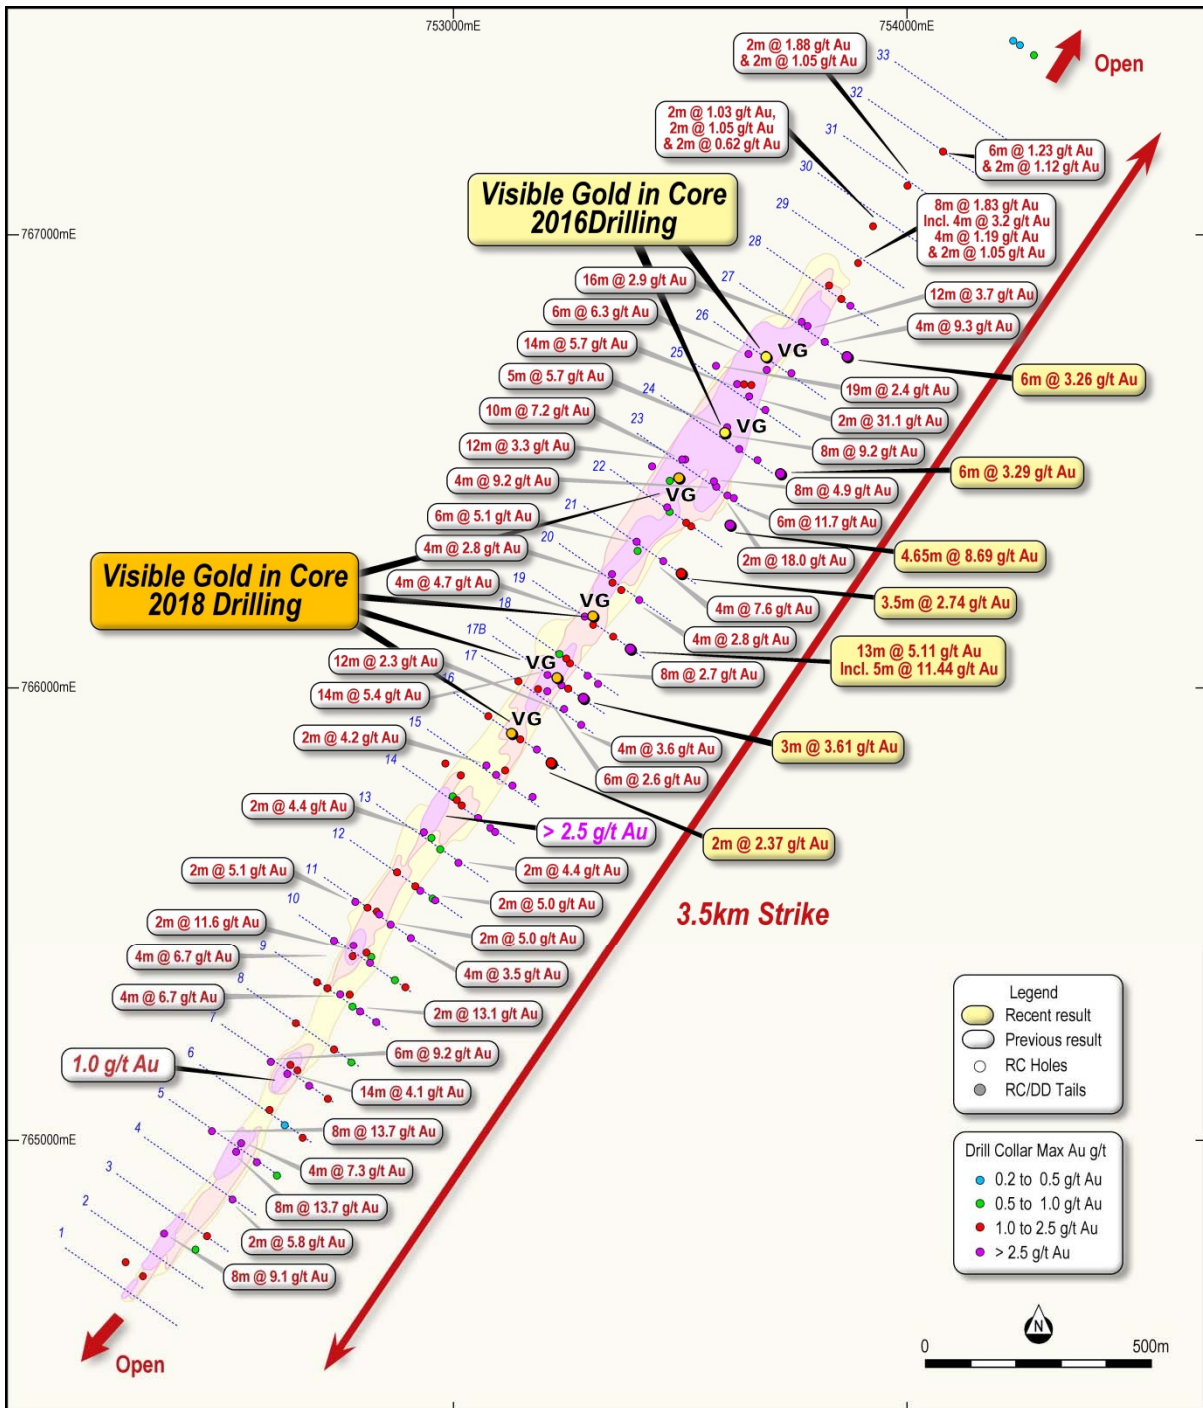 753000mE
754000mE
2m @ 1.88 g/t Au
& 2m @ 1.05 g/t Au
33
Open
32
2m @ 1.03 g/t Au,
2m @ 1.05 g/t Au
& 2m @ 0.62 g/t Au
31
6m @ 1.23 g/t Au
& 2m @ 1.12 g/t Au
30
Visible Gold in Core
2016Drilling
8m @ 1.83 g/t Au
Incl. 4m @ 3.2 g/t Au
4m @ 1.19 g/t Au
& 2m @ 1.05 g/t Au
29
767000mE
28
16m @ 2.9 g/t Au
27
12m @ 3.7 g/t Au
6m @ 6.3 g/t Au
26
4m @ 9.3 g/t Au
14m @ 5.7 g/t Au
VG
25
5m @ 5.7 g/t Au
6m @ 3.26 g/t Au
24
19m @ 2.4 g/t Au
10m @ 7.2 g/t Au
23
2m @ 31.1 g/t Au
VG
12m @ 3.3 g/t Au
8m @ 9.2 g/t Au
22
6m @ 3.29 g/t Au
4m @ 9.2 g/t Au
8m @ 4.9 g/t Au
VG
21
6m @ 5.1 g/t Au
6m @ 11.7 g/t Au
20
4m @ 2.8 g/t Au
2m @ 18.0 g/t Au
4.65m @ 8.69 g/t Au
Visible Gold in Core
2018 Drilling
4m @ 4.7 g/t Au
19
VG
4m @ 7.6 g/t Au
3.5m @ 2.74 g/t Au
18
4m @ 2.8 g/t Au
17B
13m @ 5.11 g/t Au
Incl. 5m @ 11.44 g/t Au
12m @ 2.3 g/t Au
17
VG
8m @ 2.7 g/t Au
766000mE
14m @ 5.4 g/t Au
16
VG
15
2m @ 4.2 g/t Au
4m @ 3.6 g/t Au
3m @ 3.61 g/t Au
14
6m @ 2.6 g/t Au
2m @ 4.4 g/t Au
13
> 2.5 g/t Au
2m @ 2.37 g/t Au
12
2m @ 5.1 g/t Au
2m @ 4.4 g/t Au
11
2m @ 5.0 g/t Au
3.5km Strike
10
2m @ 11.6 g/t Au
2m @ 5.0 g/t Au
9
4m @ 6.7 g/t Au
4m @ 3.5 g/t Au
4m @ 6.7 g/t Au
8
2m @ 13.1 g/t Au
7
1.0 g/t Au
6m @ 9.2 g/t Au
6
14m @ 4.1 g/t Au
5
8m @ 13.7 g/t Au
765000mE
4
4m @ 7.3 g/t Au
3
8m @ 13.7 g/t Au
2
2m @ 5.8 g/t Au
1
8m @ 9.1 g/t Au
Open
Legend
Recent result
Previous result
RC Holes
RC/DD Tails
Drill Collar Max Au g/t
0.2 to 0.5 g/t Au
0.5 to 1.0 g/t Au
1.0 to 2.5 g/t Au
> 2.5 g/t Au
N
0 500m